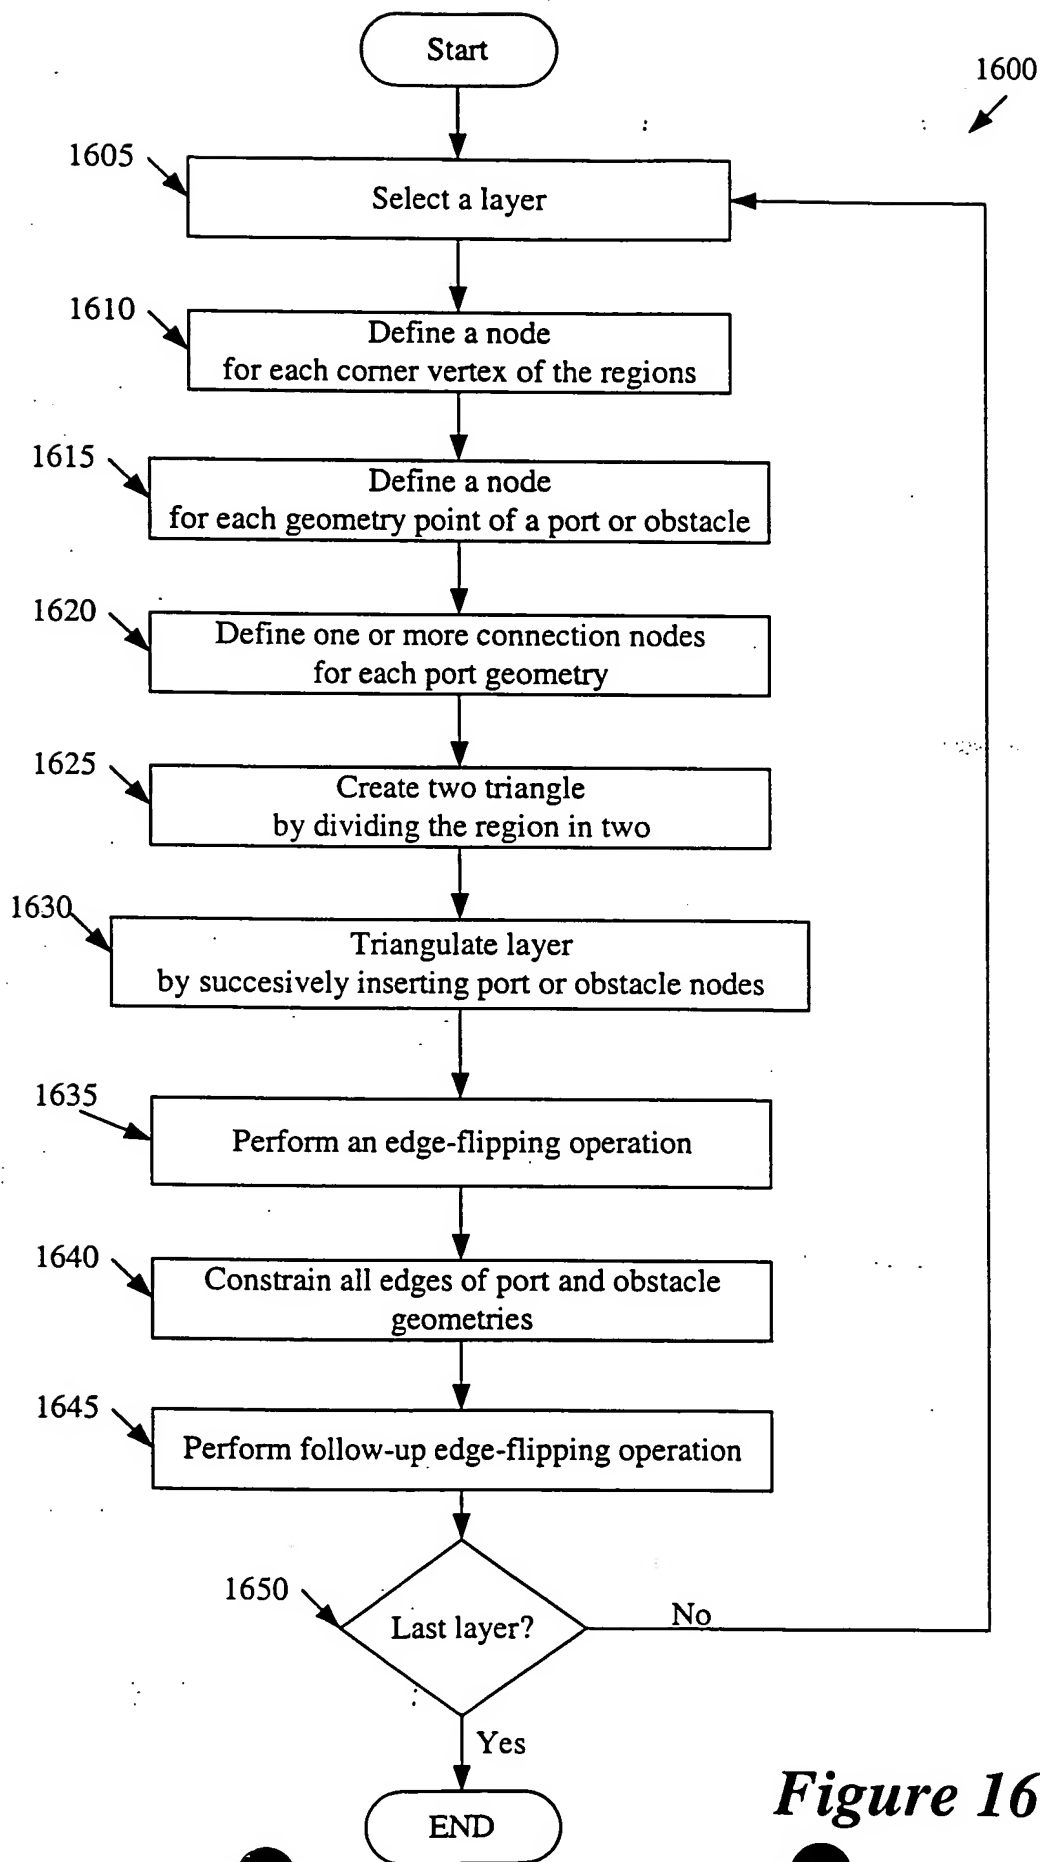 Start
1600
1605
Select a layer
1610
Define a node
for each corner vertex of the regions
1615
Define a node
for each geometry point of a port or obstacle
1620
Define one or more connection nodes
for each port geometry
1625
Create two triangle
by dividing the region in two
1630
Triangulate layer
by succesively inserting port or obstacle nodes
1635
Perform an edge-flipping operation
1640
Constrain all edges of port and obstacle
geometries
1645
Perform follow-up edge-flipping operation
1650
Last layer?
No
Yes
END
Figure 16